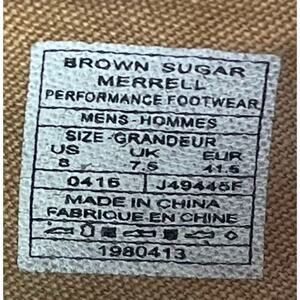 BROWN SUGAR
MERRELL
PERFORMANCE FOOTWEAR
MENS-HOMMES
SIZE-GRANDEUR
US UK EUR
8 7.5 41.5
0416 J49445F
MADE IN CHINA
FABRIQUE EN CHINE
1980413